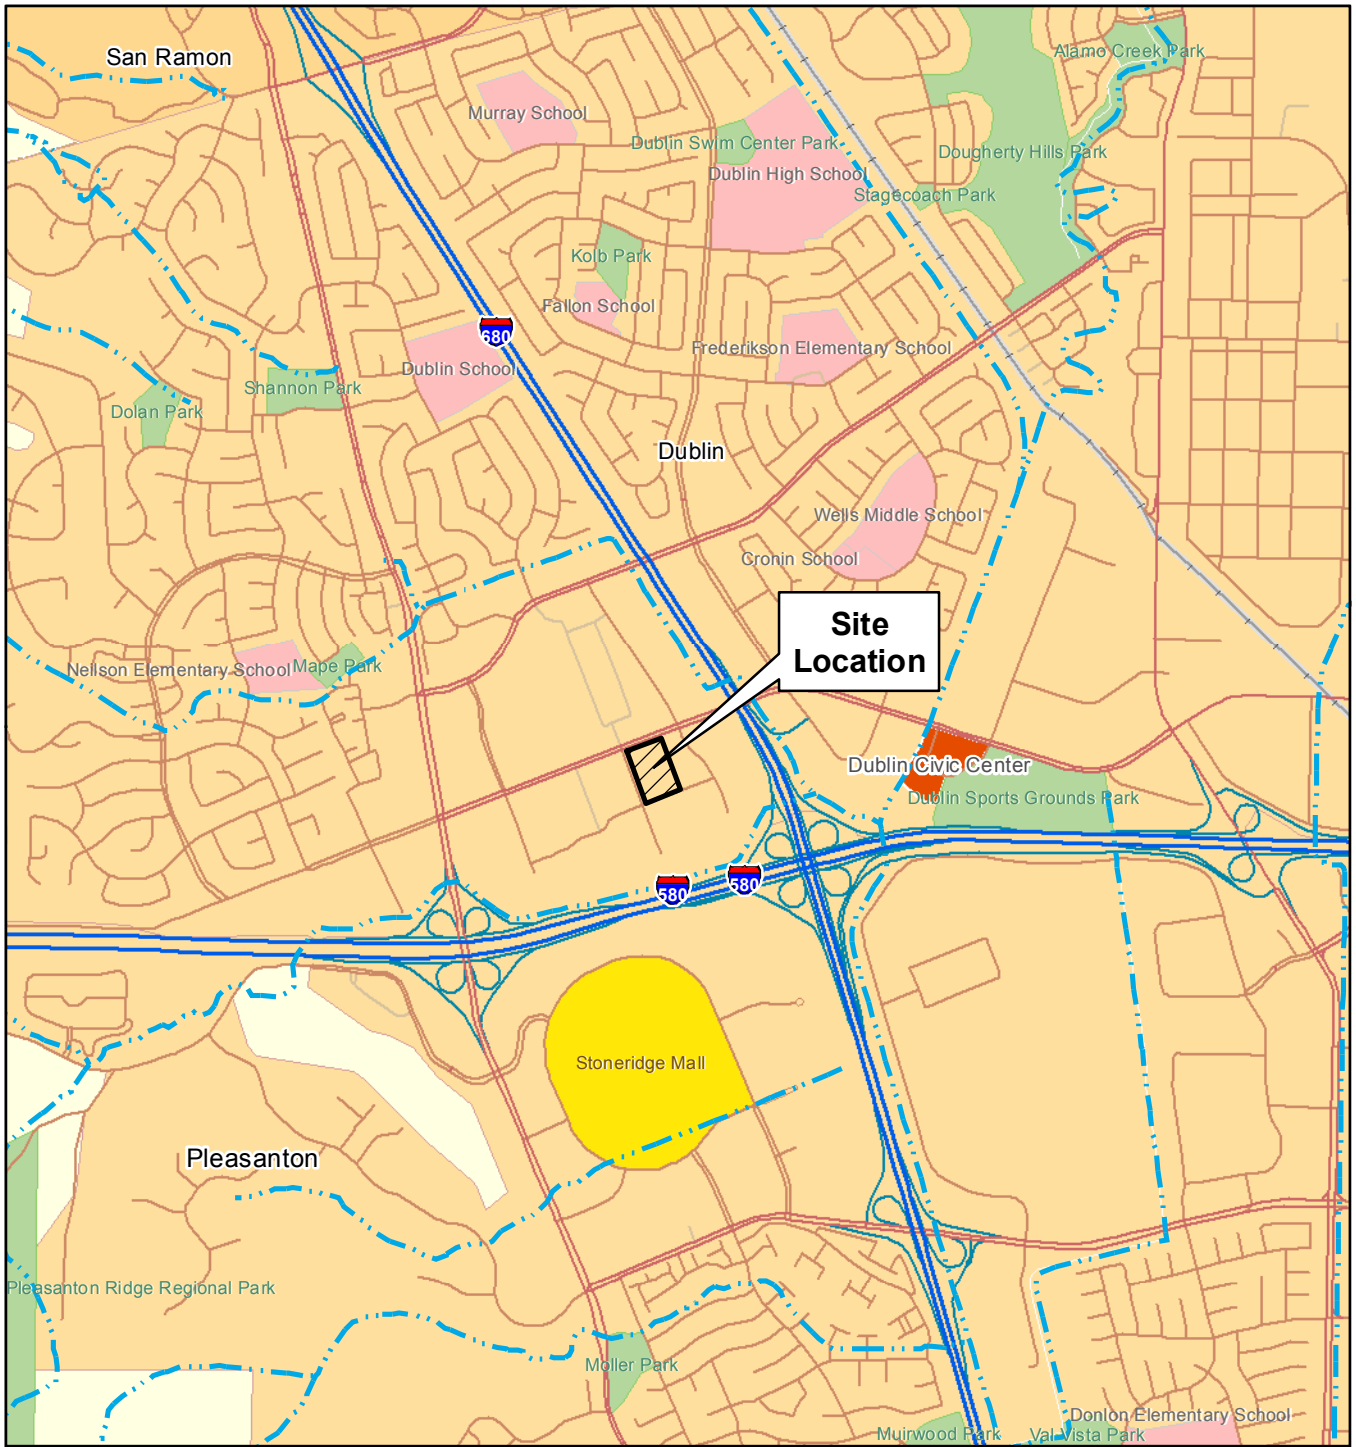 San Ramon
Alamo Creek Park
Murray School
Dublin Swim Center Park
Dougherty Hills Park
Dublin High School
Stagecoach Park
Kolb Park
Fallon School
680
Frederikson Elementary School
Dublin School
Shannon Park
Dolan Park
Dublin
Wells Middle School
Cronin School
Site
Location
Neilson Elementary School
Mape Park
Dublin Civic Center
Dublin Sports Grounds Park
580
580
Stoneridge Mall
Pleasanton
Pleasanton Ridge Regional Park
Moller Park
Donlon Elementary School
Muirwood Park
Val Vista Park